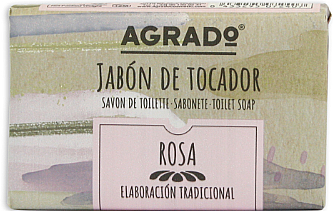 AGRADO®
JABÓN DE TOCADOR
SAVON DE TOILETTE-SABONETE-TOILET SOAP
ROSA
ELABORACIÓN TRADICIONAL